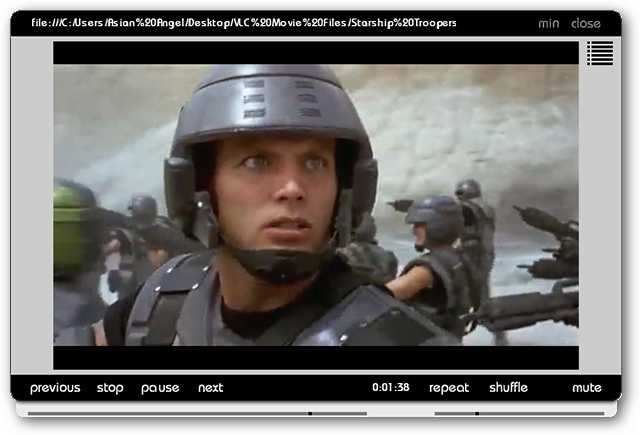 file:///C:/Users/Asian%20Angel/Desktop/VLC%20Movie%20Files/Starship%20Troopers min close
previous stop pause next 0:01:38 repeat shuffle mute